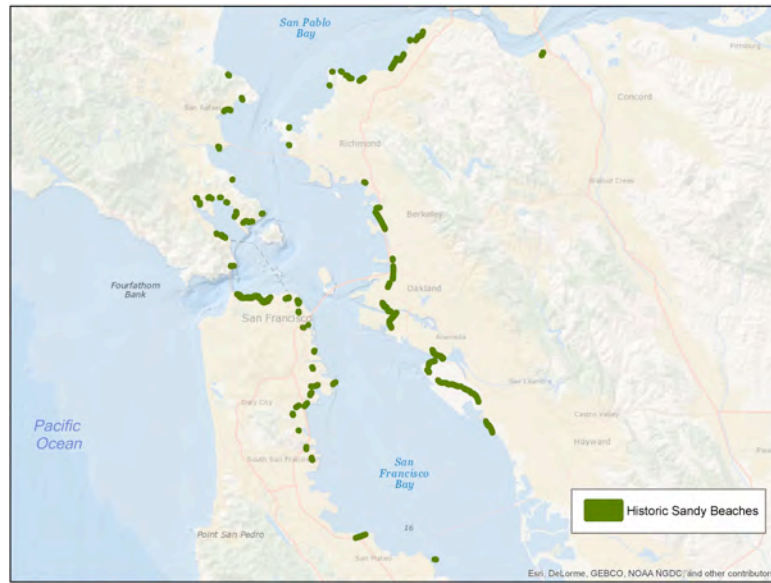 San Pablo
Bay
Pittsburg
Concord
San Rafael
Richmond
Walnut Creek
Berkeley
Fourfathom
Bank
Oakland
San Francisco
Alameda
San Leandro
Daly City
Castro Valley
Pacific
Ocean
Hayward
South San Francisco
San
Francisco
Bay
Historic Sandy Beaches
Point San Pedro
16
San Mateo
Esri, DeLorme, GEBCO, NOAA NGDC, and other contributors